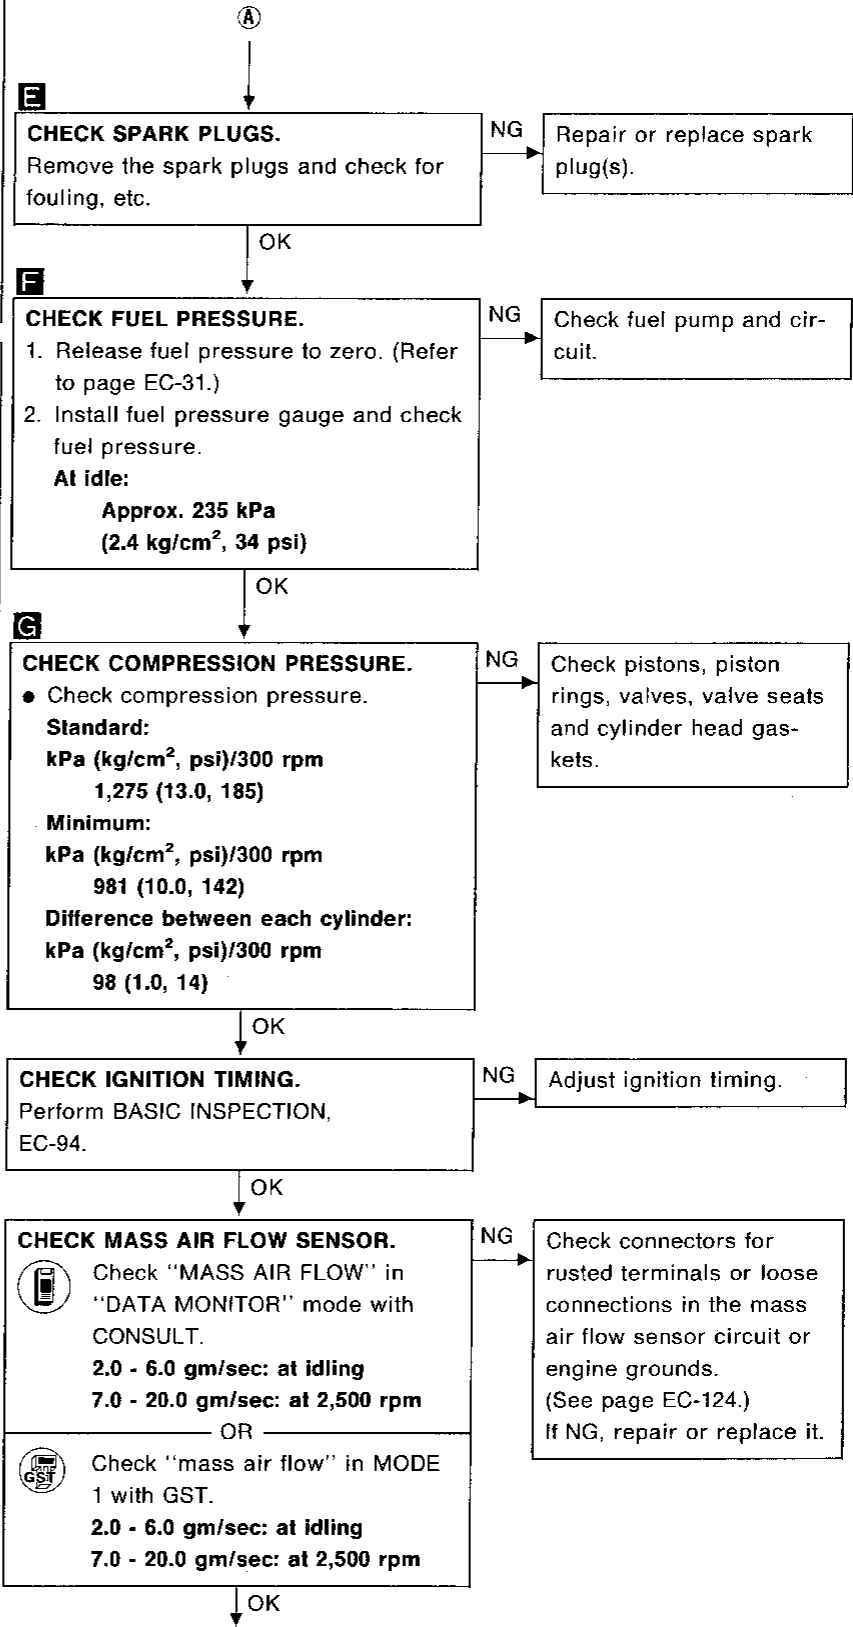 A
E
CHECK SPARK PLUGS.
Remove the spark plugs and check for
fouling, etc.
NG
Repair or replace spark
plug(s).
OK
F
CHECK FUEL PRESSURE.
1. Release fuel pressure to zero. (Refer
to page EC-31.)
2. Install fuel pressure gauge and check
fuel pressure.
At idle:
Approx. 235 kPa
(2.4 kg/cm², 34 psi)
NG
Check fuel pump and cir-
cuit.
OK
G
CHECK COMPRESSION PRESSURE.
● Check compression pressure.
Standard:
kPa (kg/cm², psi)/300 rpm
1,275 (13.0, 185)
Minimum:
kPa (kg/cm², psi)/300 rpm
981 (10.0, 142)
Difference between each cylinder:
kPa (kg/cm², psi)/300 rpm
98 (1.0, 14)
NG
Check pistons, piston
rings, valves, valve seats
and cylinder head gas-
kets.
OK
CHECK IGNITION TIMING.
Perform BASIC INSPECTION,
EC-94.
NG
Adjust ignition timing.
OK
CHECK MASS AIR FLOW SENSOR.
Check "MASS AIR FLOW" in
"DATA MONITOR" mode with
CONSULT.
2.0 - 6.0 gm/sec: at idling
7.0 - 20.0 gm/sec: at 2,500 rpm
OR
GST
Check "mass air flow" in MODE
1 with GST.
2.0 - 6.0 gm/sec: at idling
7.0 - 20.0 gm/sec: at 2,500 rpm
NG
Check connectors for
rusted terminals or loose
connections in the mass
air flow sensor circuit or
engine grounds.
(See page EC-124.)
If NG, repair or replace it.
OK